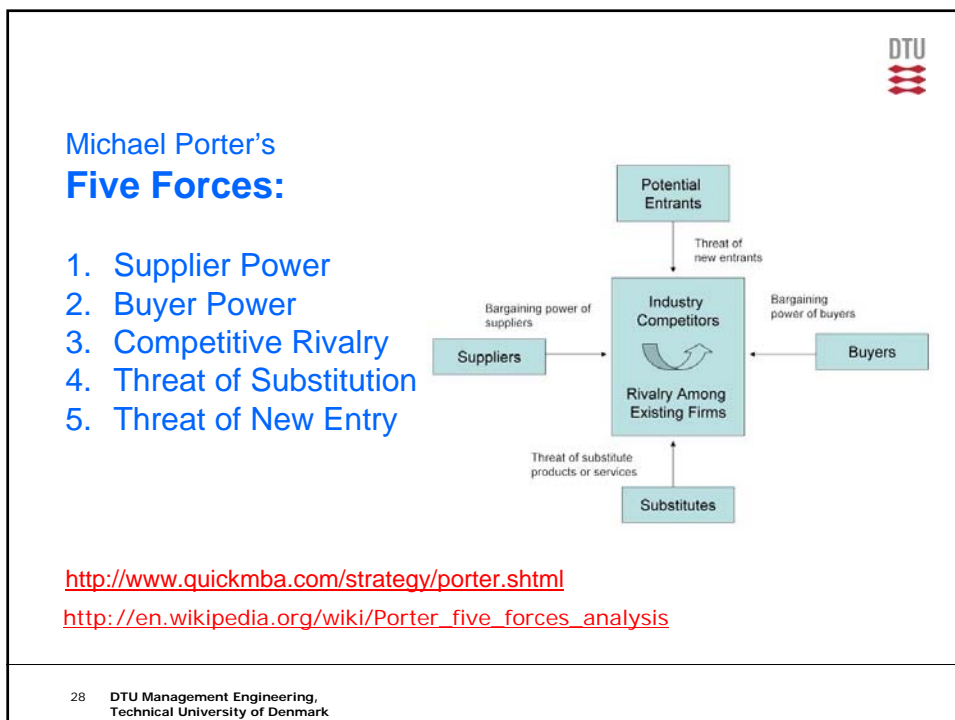 DTU
Michael Porter's
Five Forces:
1. Supplier Power
2. Buyer Power
3. Competitive Rivalry
4. Threat of Substitution
5. Threat of New Entry
Potential
Entrants
Threat of
new entrants
Bargaining power of
suppliers
Suppliers
Industry
Competitors
Rivalry Among
Existing Firms
Bargaining
power of buyers
Buyers
Threat of substitute
products or services
Substitutes
http://www.quickmba.com/strategy/porter.shtml
http://en.wikipedia.org/wiki/Porter_five_forces_analysis
28 DTU Management Engineering,
Technical University of Denmark